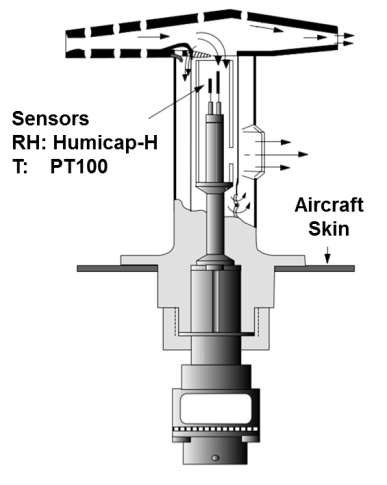 Sensors
RH: Humicap-H
T: PT100
Aircraft
Skin